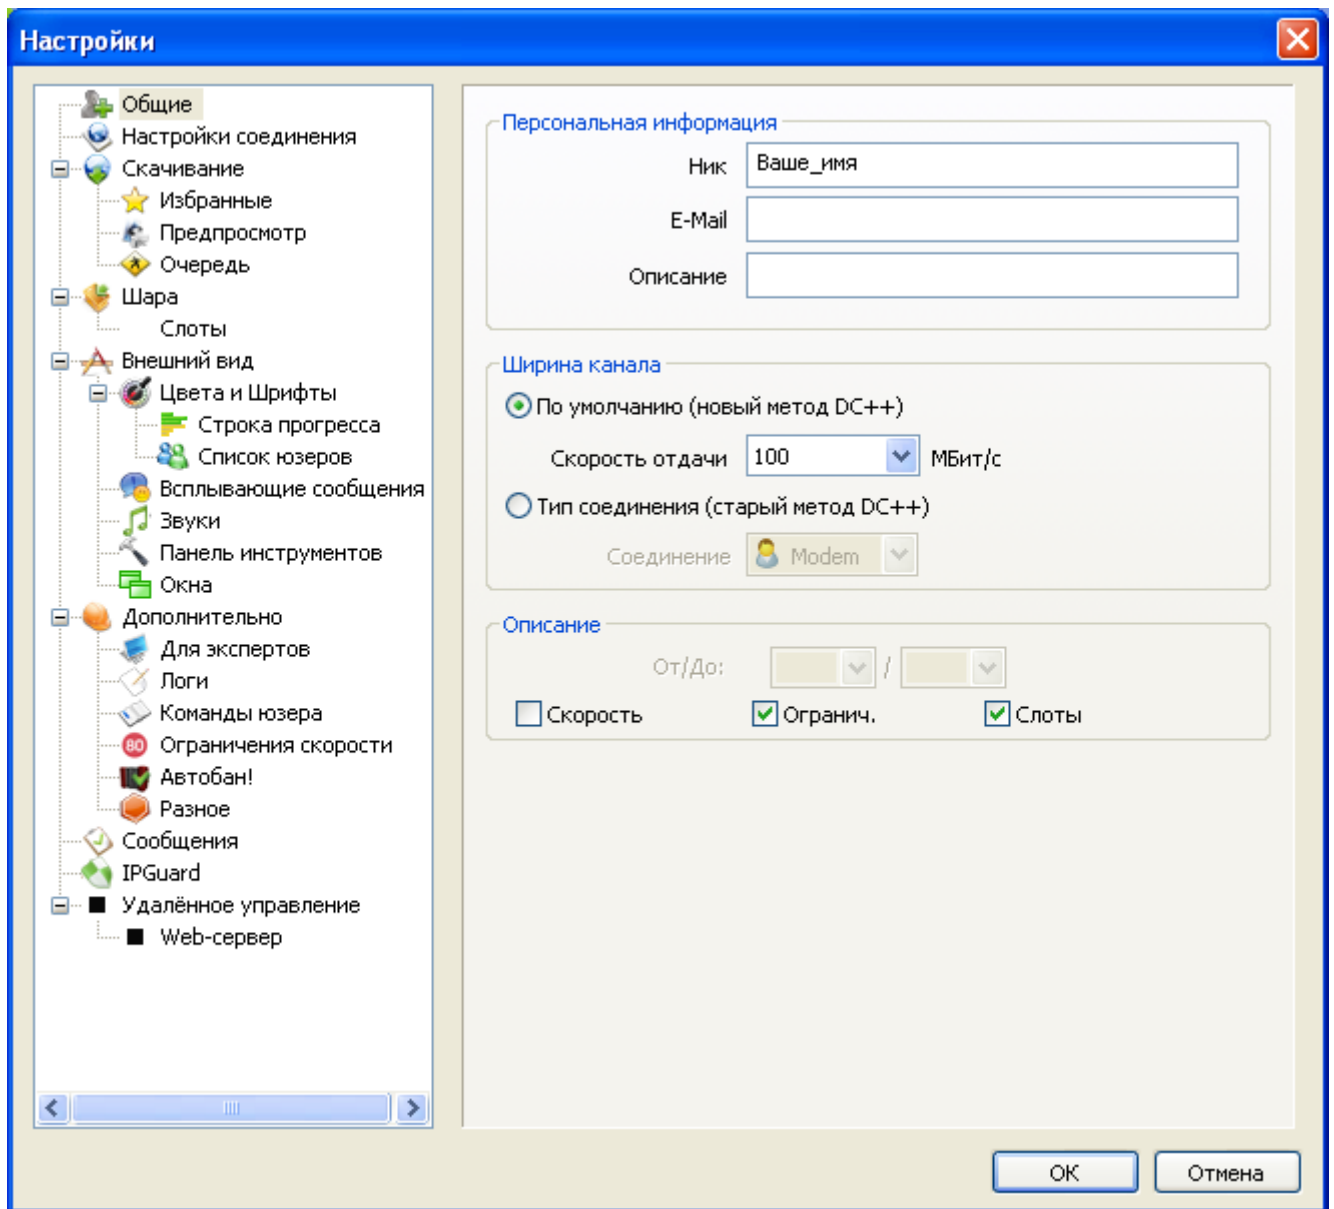 Настройки
Общие
Настройки соединения
Скачивание
Избранные
Предпросмотр
Очередь
Шара
Слоты
Внешний вид
Цвета и Шрифты
Строка прогресса
Список юзеров
Всплывающие сообщения
Звуки
Панель инструментов
Окна
Дополнительно
Для экспертов
Логи
Команды юзера
80 Ограничения скорости
Автобан!
Разное
Сообщения
IPGuard
Удалённое управление
Web-сервер
Персональная информация
Ник Ваше_имя
E-Mail
Описание
Ширина канала
По умолчанию (новый метод DC++)
Скорость отдачи 100 МБит/с
Тип соединения (старый метод DC++)
Соединение Modem
Описание
От/До: /
Скорость Огранич. Слоты
OK Отмена